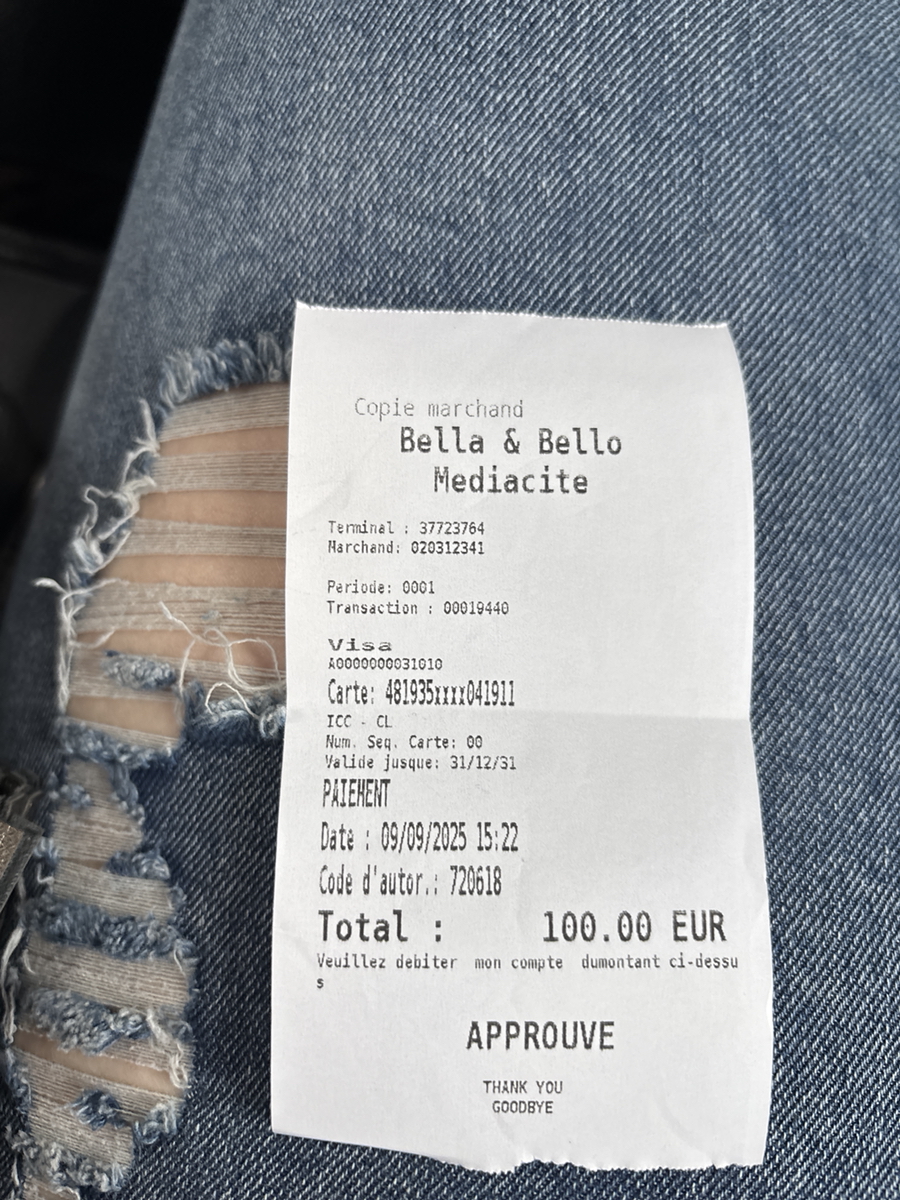 Copie marchand
Bella & Bello
Mediacite
Terminal : 37723764
Marchand: 020312341
Periode: 0001
Transaction : 00019440
Visa
A0000000031010
Carte: 481935xxxx041911
ICC - CL
Num. Seq. Carte: 00
Valide jusque: 31/12/31
PAIEMENT
Date : 09/09/2025 15:22
Code d'autor.: 720618
Total : 100.00 EUR
Veuillez debiter mon compte dumontant ci-dessu
s
APPROUVE
THANK YOU
GOODBYE